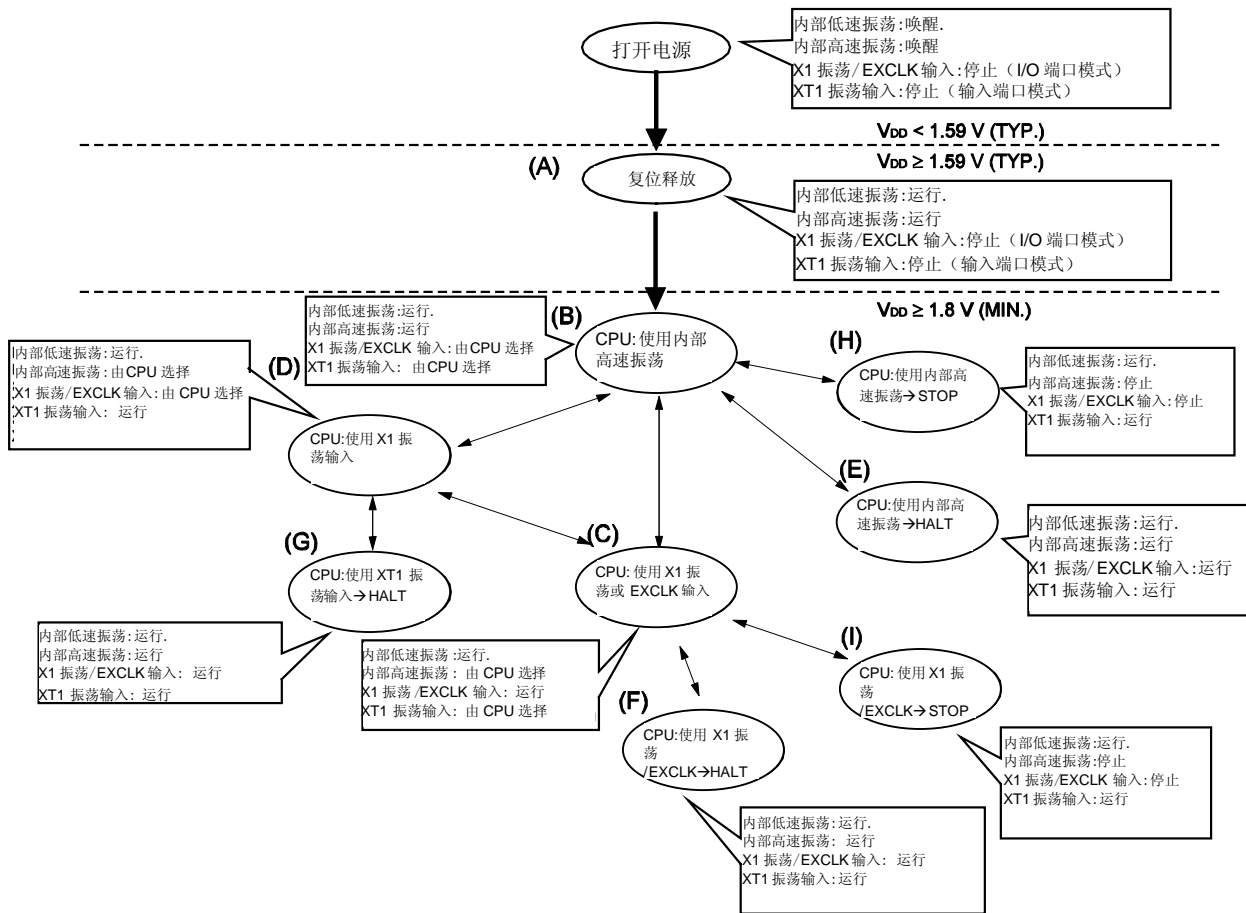 打开电源
内部低速振荡:唤醒.
内部高速振荡:唤醒
X1 振荡/EXCLK 输入:停止（I/O 端口模式）
XT1 振荡输入:停止（输入端口模式）
VDD < 1.59 V (TYP.)
VDD ≥ 1.59 V (TYP.)
(A)
复位释放
内部低速振荡:运行.
内部高速振荡:运行
X1 振荡/EXCLK 输入:停止（I/O 端口模式）
XT1 振荡输入:停止（输入端口模式）
VDD ≥ 1.8 V (MIN.)
内部低速振荡:运行.
内部高速振荡:运行
X1 振荡/EXCLK 输入:由CPU 选择
XT1 振荡输入: 由CPU 选择
(B)
CPU: 使用内部
高速振荡
内部低速振荡:运行.
内部高速振荡:由CPU 选择
X1 振荡/EXCLK 输入:由 CPU 选择
XT1 振荡输入: 运行
(D)
CPU:使用 X1 振
荡输入
(H)
CPU:使用内部高
速振荡→STOP
内部低速振荡:运行.
内部高速振荡:停止
X1 振荡/EXCLK 输入:停止
XT1 振荡输入:运行
(E)
CPU:使用内部高
速振荡→HALT
内部低速振荡:运行.
内部高速振荡:运行
X1 振荡/EXCLK 输入:运行
XT1 振荡输入:运行
(G)
CPU:使用 XT1 振
荡输入→HALT
内部低速振荡:运行.
内部高速振荡:运行
X1 振荡/EXCLK 输入: 运行
XT1 振荡输入: 运行
(C)
CPU: 使用 X1 振
荡或 EXCLK 输入
内部低速振荡:运行.
内部高速振荡: 由 CPU 选择
X1 振荡/EXCLK 输入: 运行
XT1 振荡输入: 由 CPU 选择
(I)
CPU: 使用 X1 振
荡
/EXCLK→STOP
内部低速振荡:运行.
内部高速振荡:停止
X1 振荡/EXCLK 输入:停止
XT1 振荡输入:运行
(F)
CPU:使用 X1 振
荡
/EXCLK→HALT
内部低速振荡:运行.
内部高速振荡: 运行
X1 振荡/EXCLK 输入: 运行
XT1 振荡输入:运行